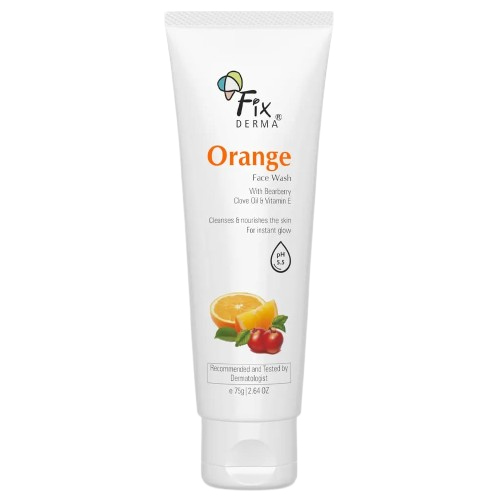 Fix
DERMA®
Orange
Face Wash
With Bearberry
Clove Oil & Vitamin E
Cleanses & nourishes the skin
For instant glow
pH
5.5
Recommended and Tested by
Dermatologist
e 75g | 2.64 OZ